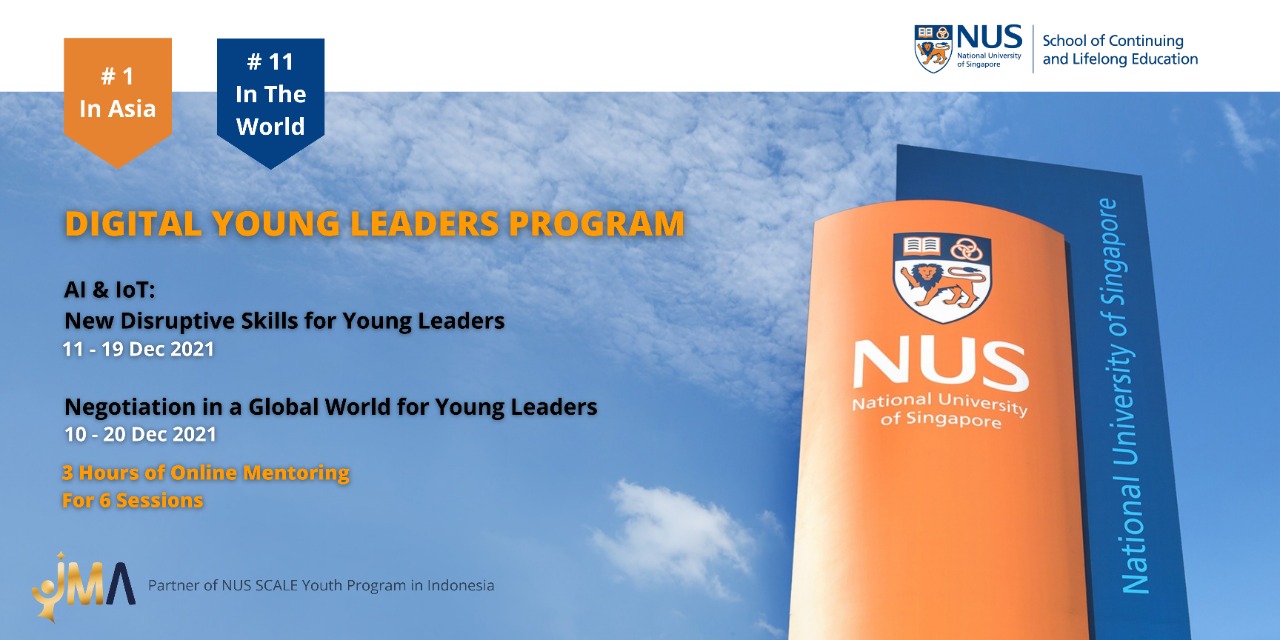 # 1
In Asia
# 11
In The
World
NUS
National University
of Singapore
School of Continuing
and Lifelong Education
DIGITAL YOUNG LEADERS PROGRAM
AI & IoT:
New Disruptive Skills for Young Leaders
11 - 19 Dec 2021
Negotiation in a Global World for Young Leaders
10 - 20 Dec 2021
3 Hours of Online Mentoring
For 6 Sessions
JMA
Partner of NUS SCALE Youth Program in Indonesia
NUS
National University
of Singapore
National University of Singapore